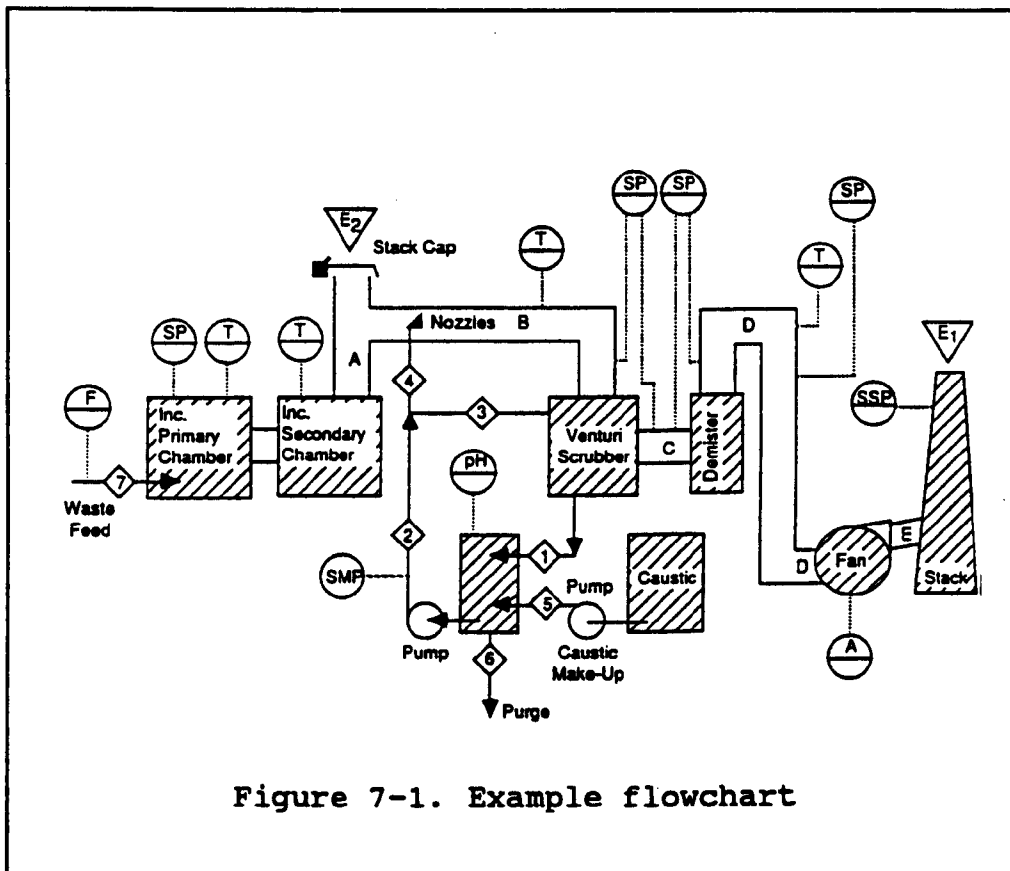 SP
SP
SP
E2
Stack Cap
T
T
Nozzles
B
D
E1
SP
T
T
A
F
4
SSP
Inc.
Primary
Chamber
Inc.
Secondary
Chamber
3
Venturi
Scrubber
C
Demister
pH
7
Waste
Feed
2
1
E
D
Fan
Stack
SMP
5
Pump
Caustic
Pump
6
Caustic
Make-Up
A
Purge
Figure 7-1. Example flowchart